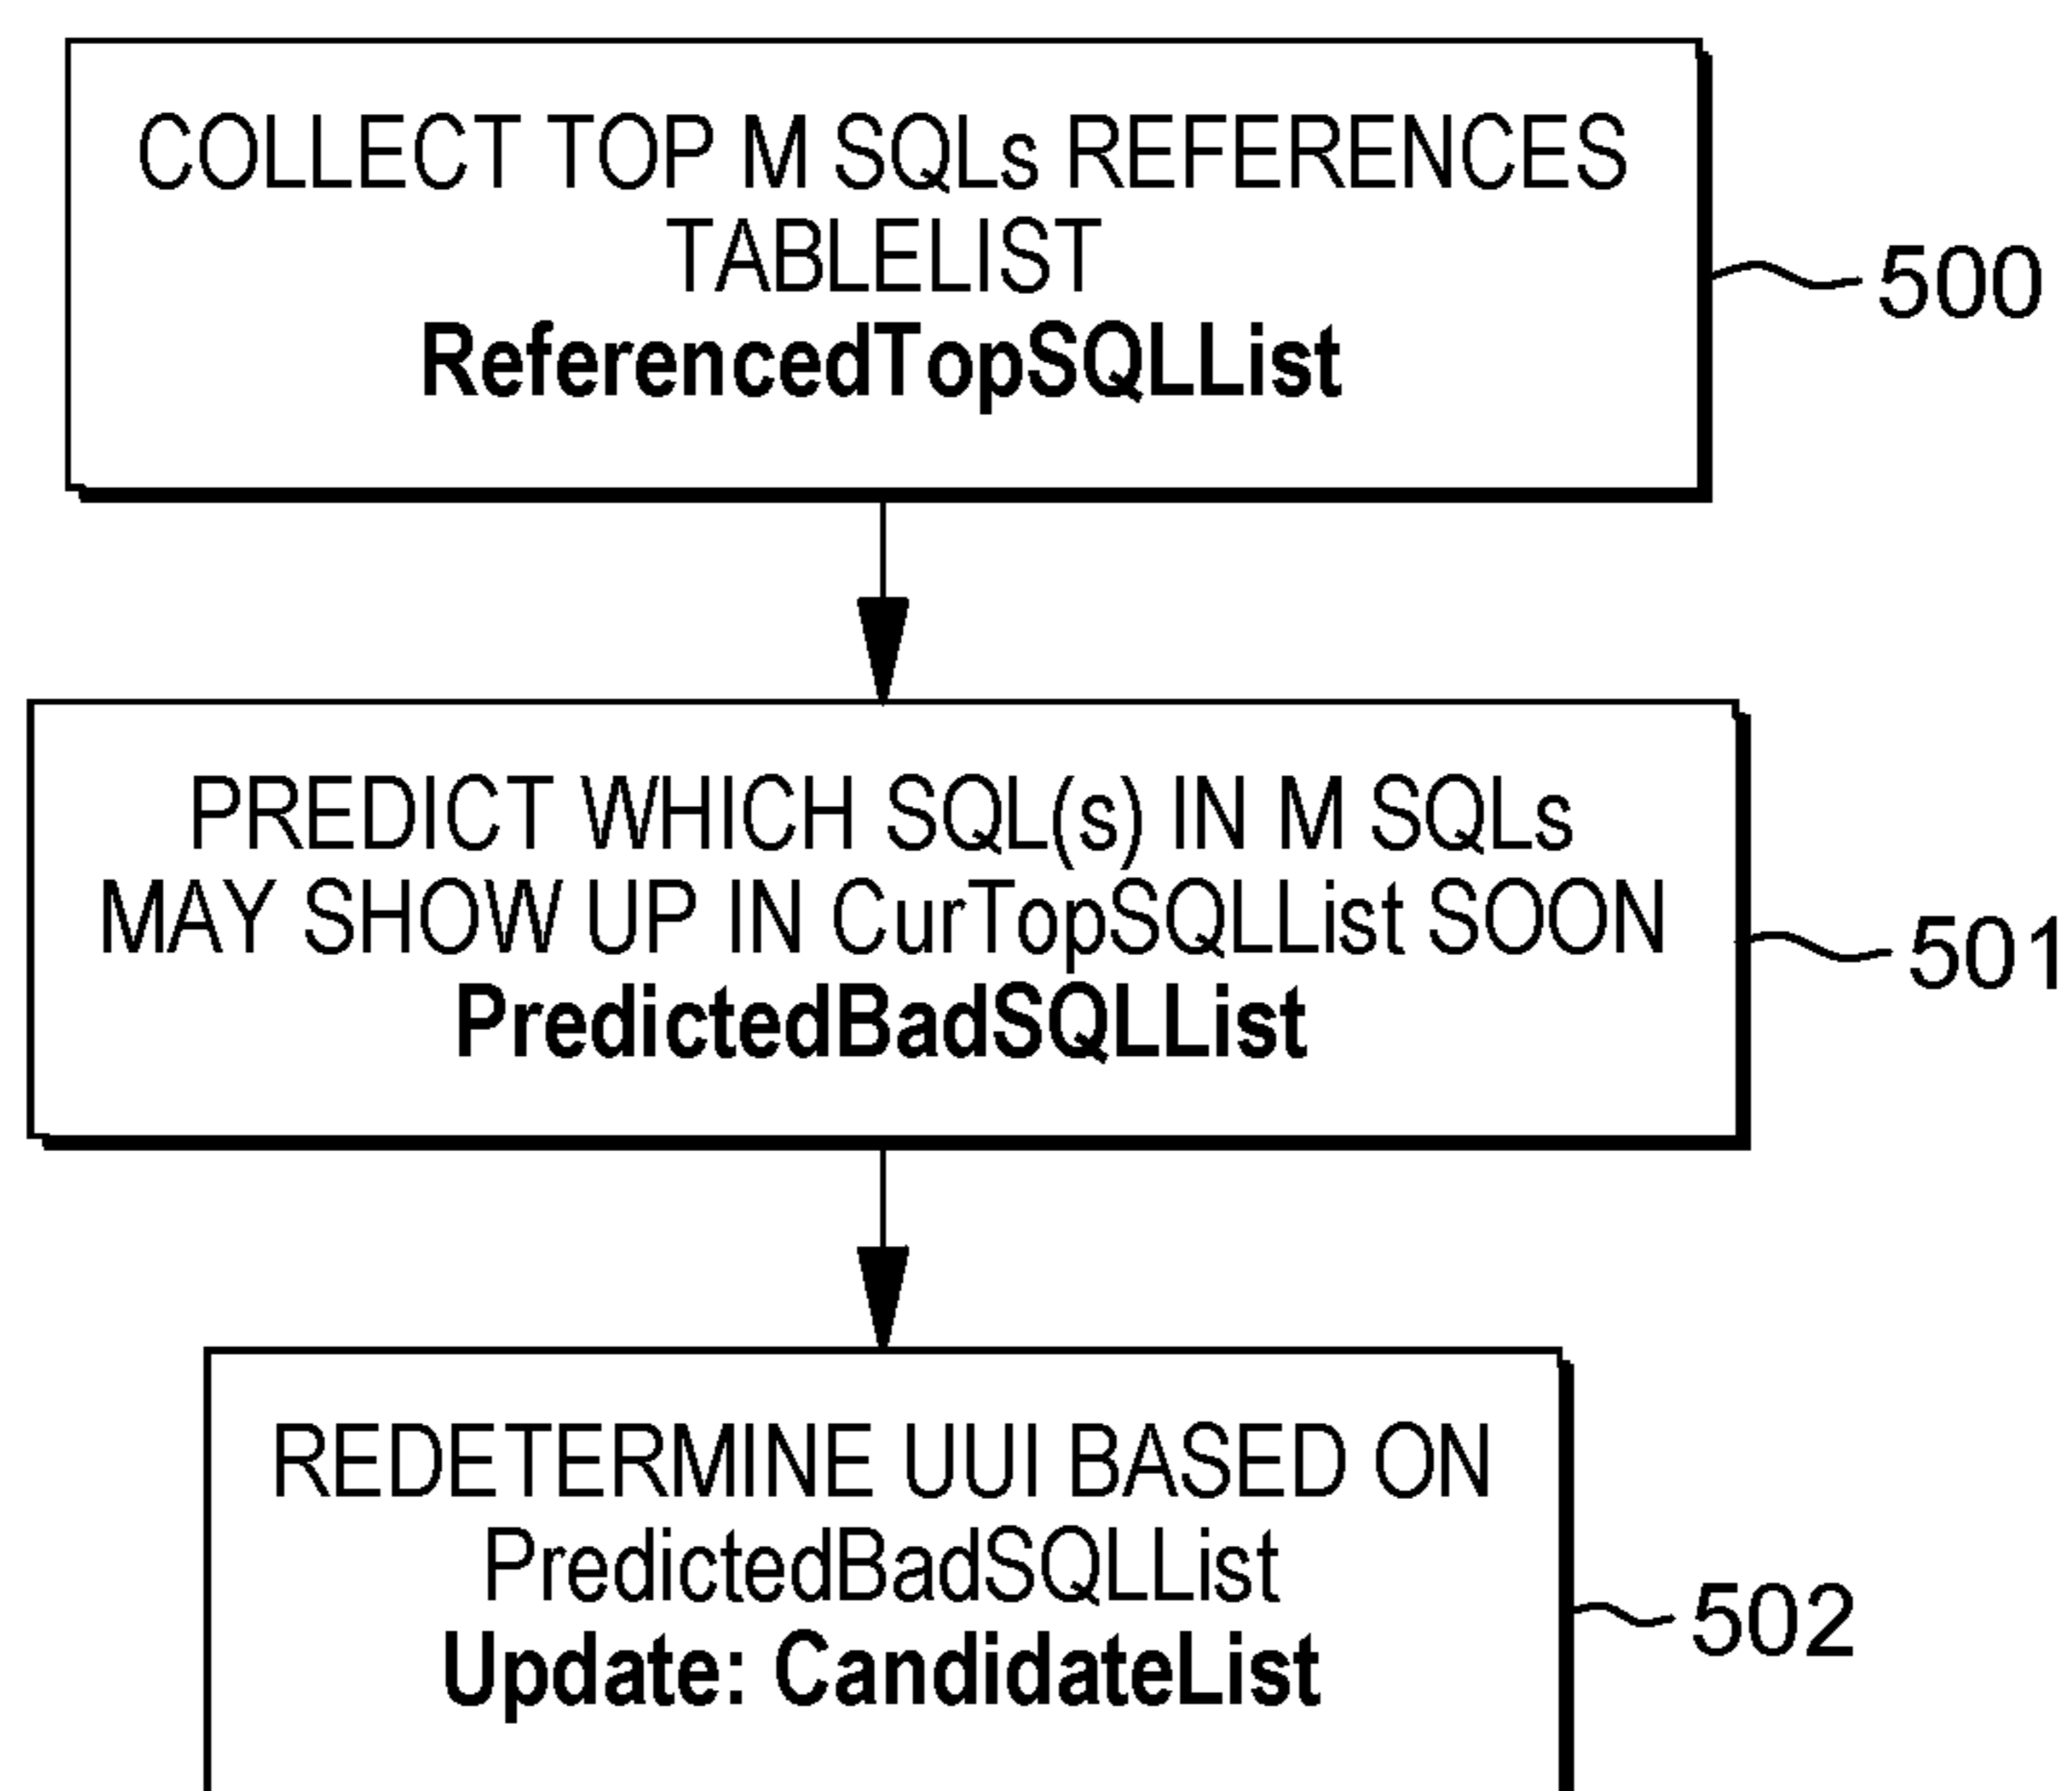 COLLECT TOP M SQLs REFERENCES
TABLELIST
ReferencedTopSQLList
500
PREDICT WHICH SQL(s) IN M SQLs
MAY SHOW UP IN CurTopSQLList SOON
PredictedBadSQLList
501
REDETERMINE UUI BASED ON
PredictedBadSQLList
Update: CandidateList
502